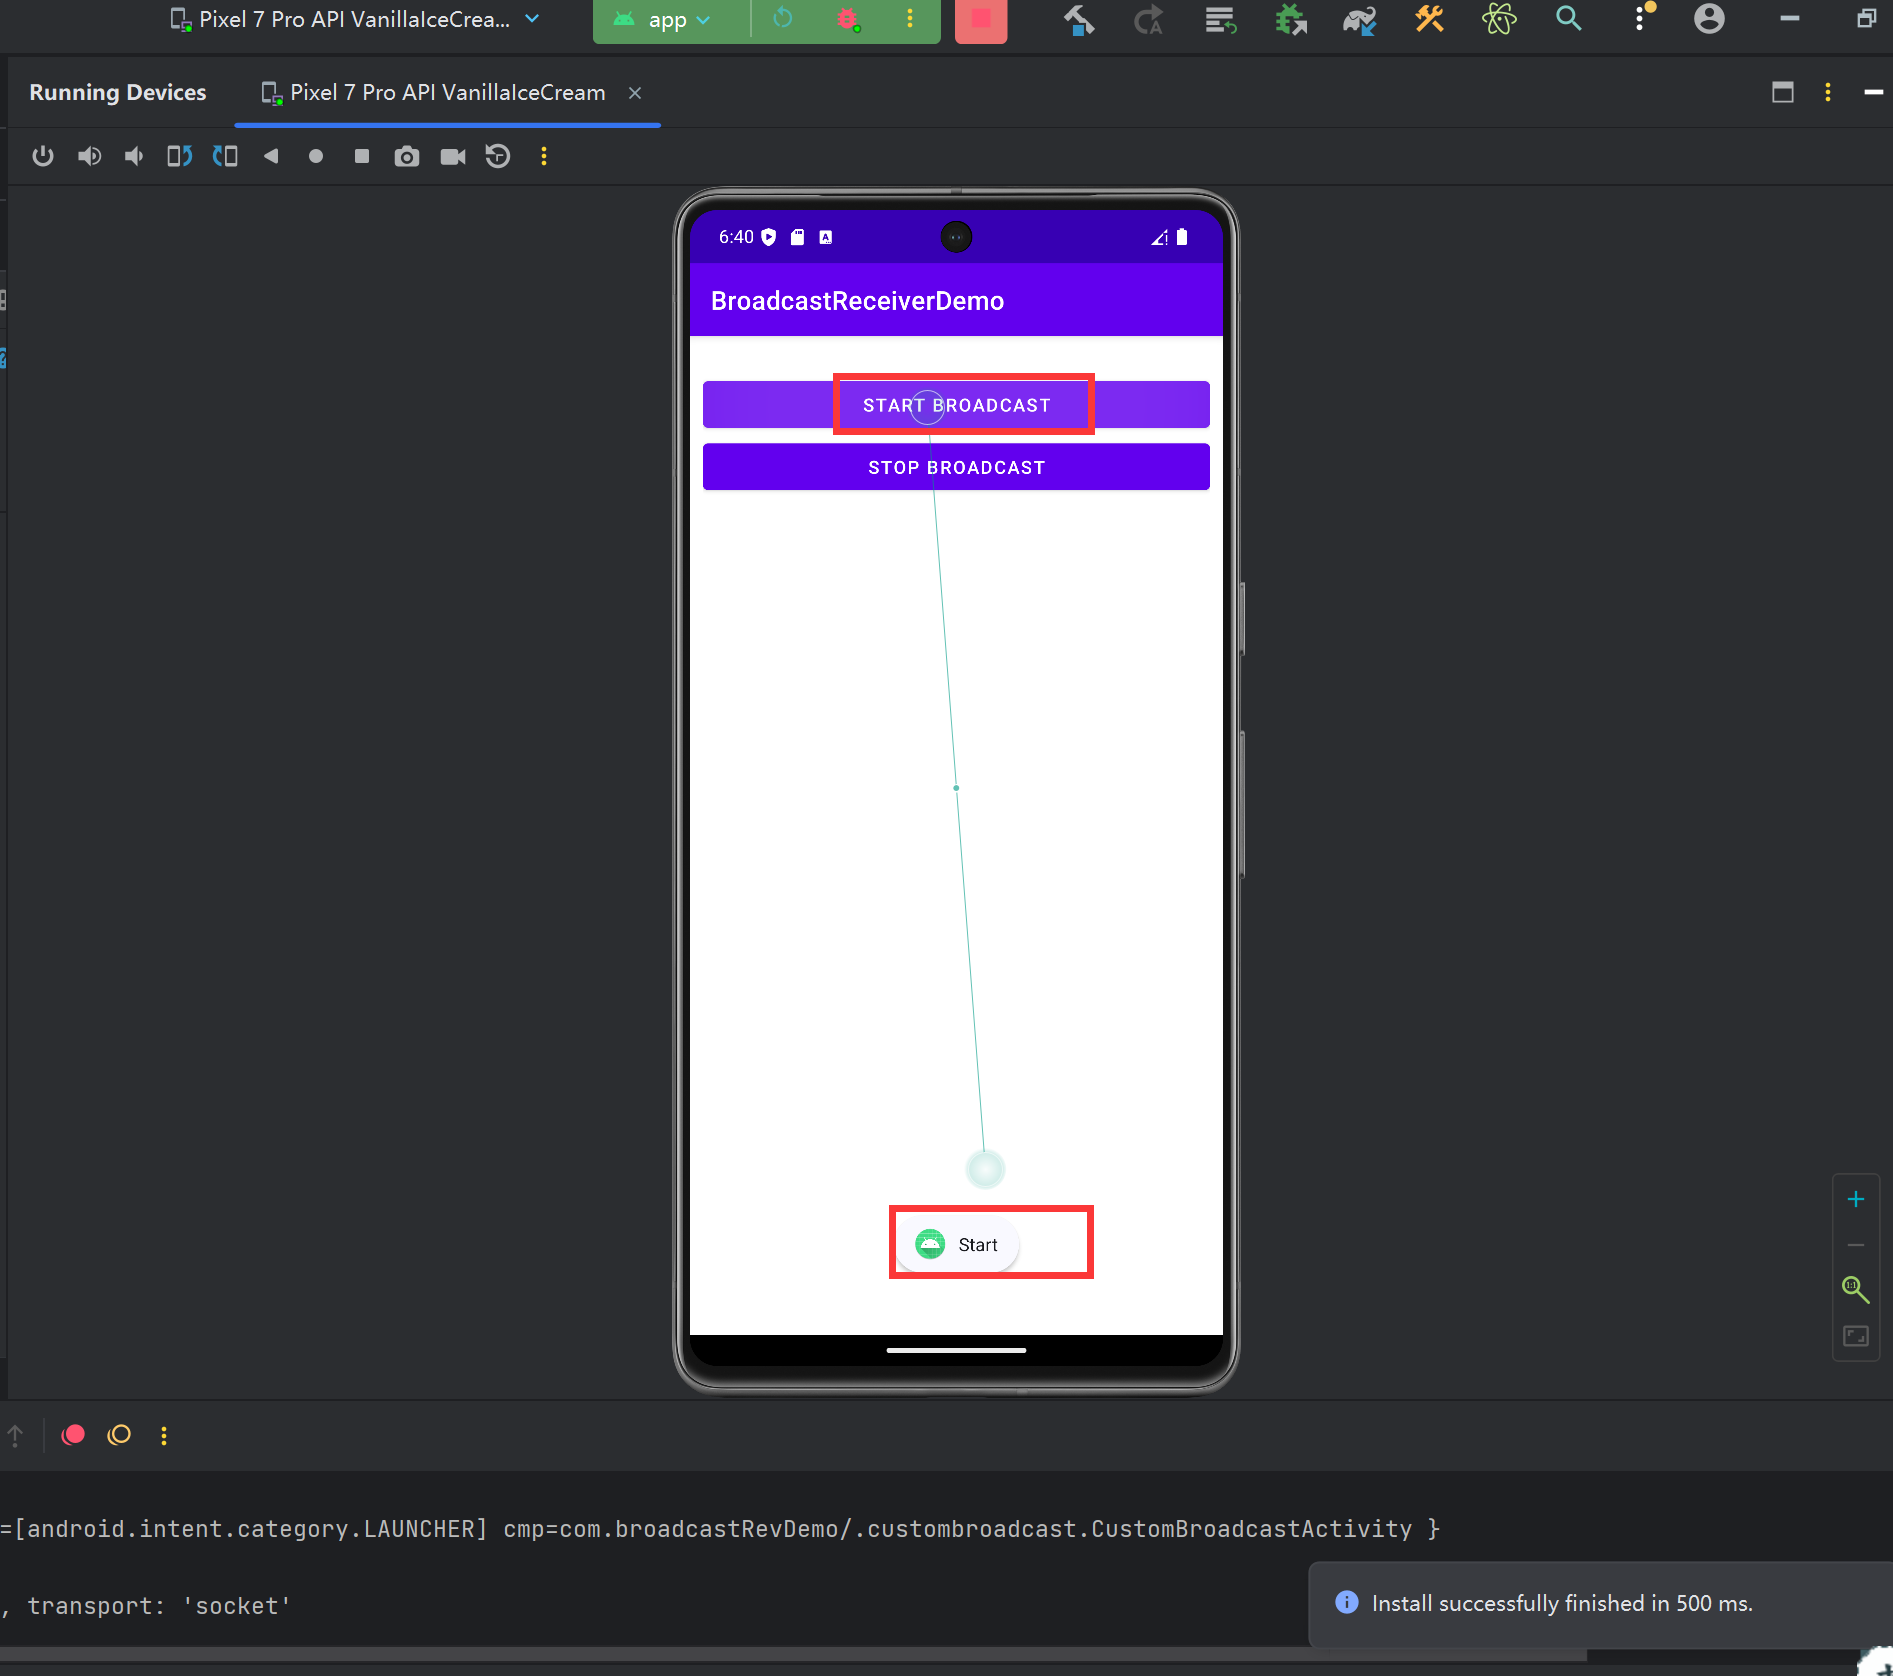 Pixel 7 Pro API VanillaIceCrea... app
Running Devices Pixel 7 Pro API VanillaIceCream
6:40
BroadcastReceiverDemo
START BROADCAST
STOP BROADCAST
Start
1:1
=[android.intent.category.LAUNCHER] cmp=com.broadcastRevDemo/.custombroadcast.CustomBroadcastActivity }
, transport: 'socket'
Install successfully finished in 500 ms.